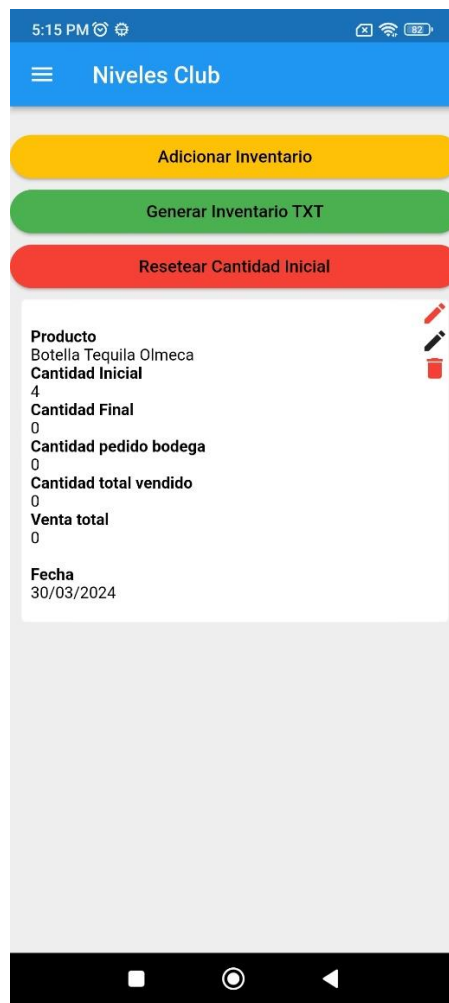 5:15 PM
82
Niveles Club
Adicionar Inventario
Generar Inventario TXT
Resetear Cantidad Inicial
Producto
Botella Tequila Olmeca
Cantidad Inicial
4
Cantidad Final
0
Cantidad pedido bodega
0
Cantidad total vendido
0
Venta total
0
Fecha
30/03/2024